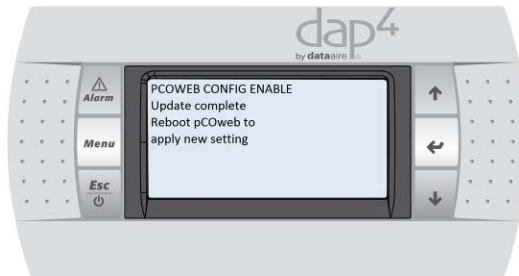 dap4
by dataaire
Alarm
Menu
Esc
PCOWEB CONFIG ENABLE
Update complete
Reboot pCOweb to
apply new setting